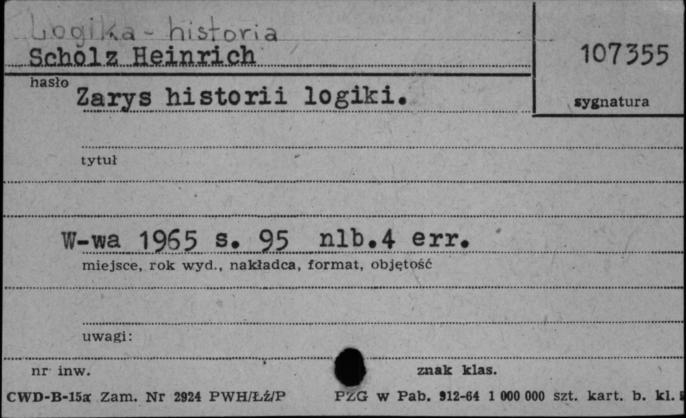 Logika - historia
Scholz Heinrich
107355
hasło
sygnatura
Zarys historii logiki.
tytuł
W-wa 1965 s. 95 nlb.4 err.
miejsce, rok wyd., nakładca, format, objętość
uwagi:
nr inw.
znak klas.
CWD-B-15a Zam. Nr 2924 PWH/Łż/P PZG w Pab. 912-64 1 000 000 szt. kart. b. kl.